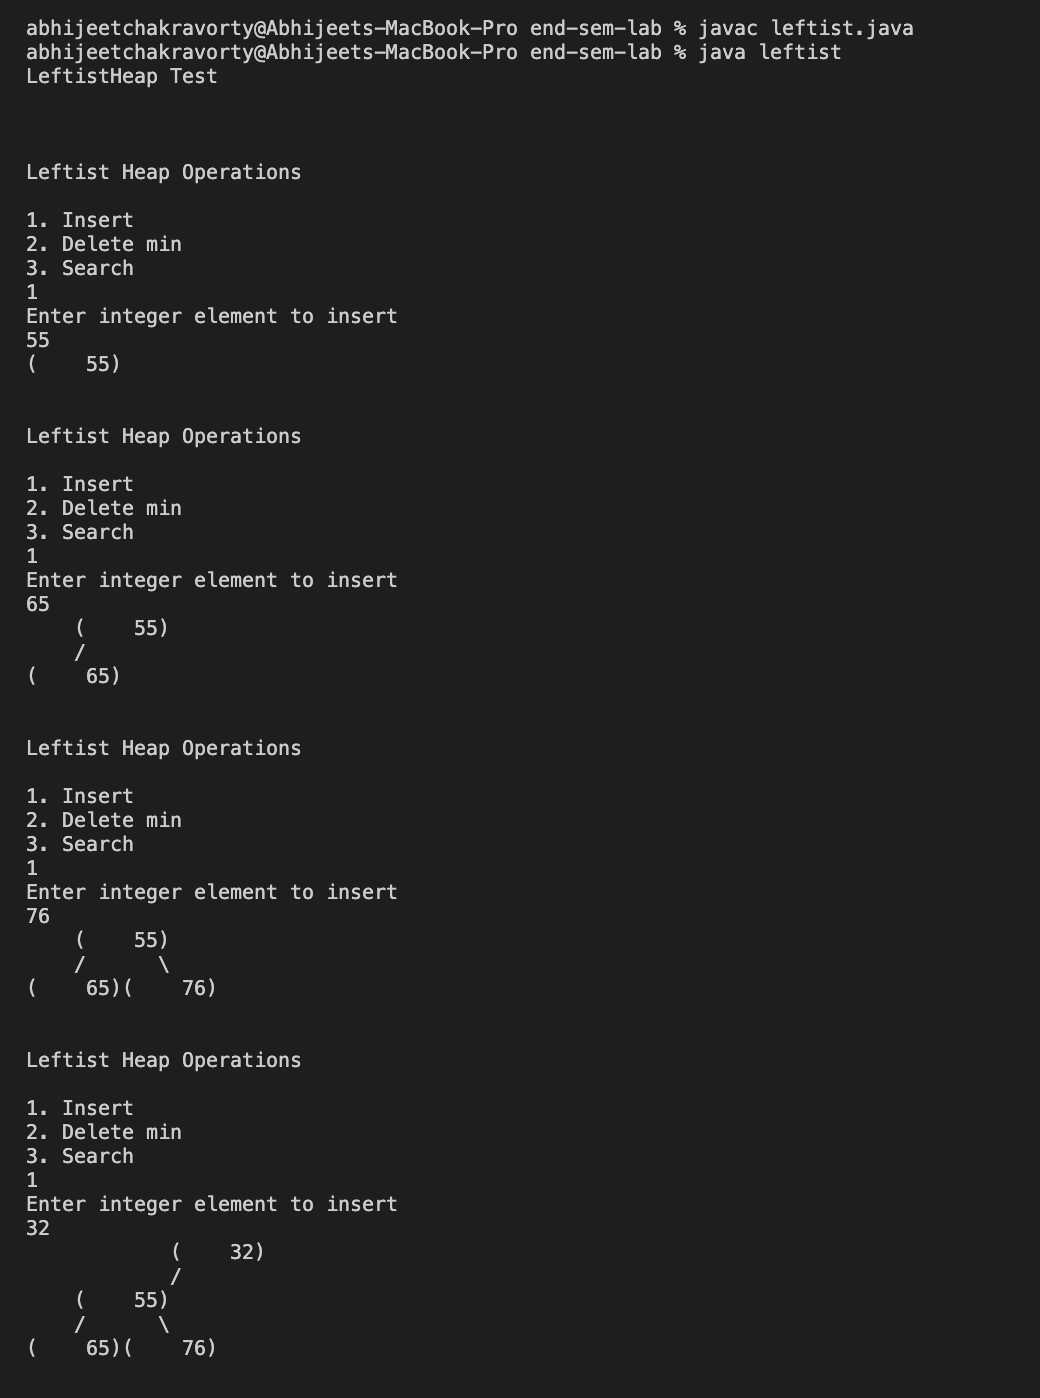 abhijeetchakravorty@Abhijeets-MacBook-Pro end-sem-lab % javac leftist.java
abhijeetchakravorty@Abhijeets-MacBook-Pro end-sem-lab % java leftist
LeftistHeap Test
Leftist Heap Operations
1. Insert
2. Delete min
3. Search
1
Enter integer element to insert
55
(    55)
Leftist Heap Operations
1. Insert
2. Delete min
3. Search
1
Enter integer element to insert
65
    (    55)
    /
(    65)
Leftist Heap Operations
1. Insert
2. Delete min
3. Search
1
Enter integer element to insert
76
    (    55)
    /      \
(    65)(    76)
Leftist Heap Operations
1. Insert
2. Delete min
3. Search
1
Enter integer element to insert
32
            (    32)
            /
    (    55)
    /      \
(    65)(    76)